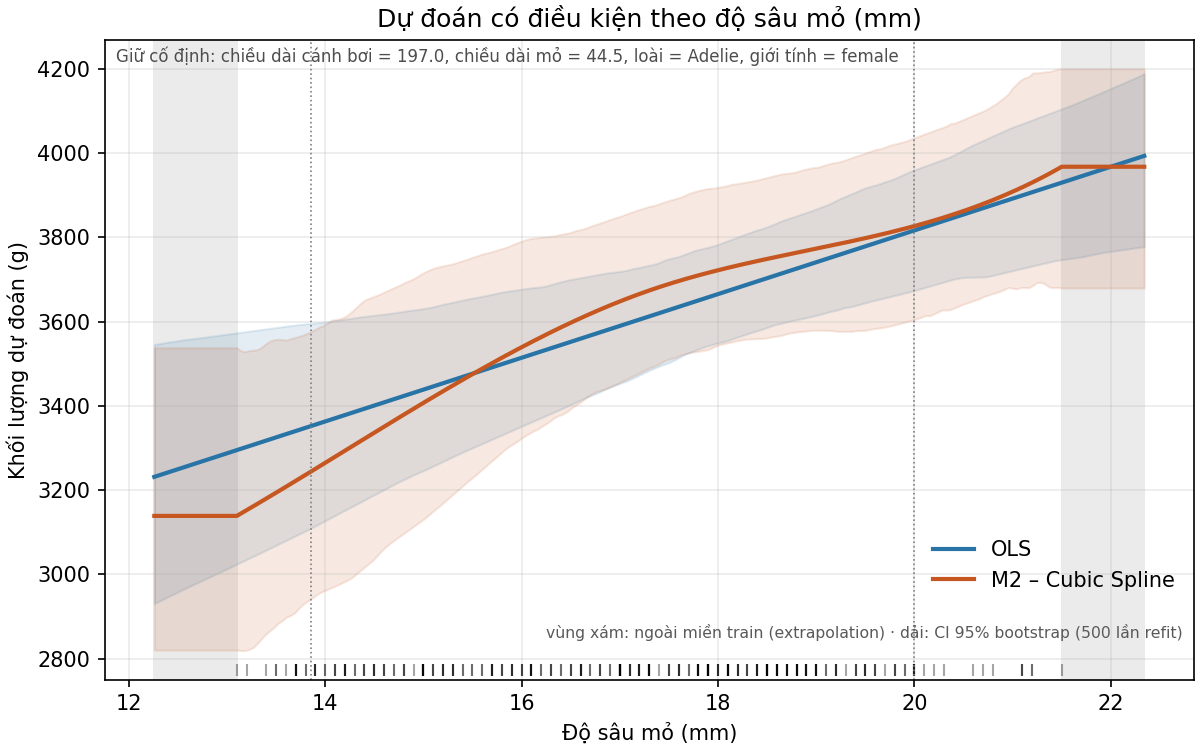 Dự đoán có điều kiện theo độ sâu mỏ (mm)
Giữ cố định: chiều dài cánh bơi = 197.0, chiều dài mỏ = 44.5, loài = Adelie, giới tính = female
4200
4000
3800
3600
3400
3200
3000
2800
Khối lượng dự đoán (g)
OLS
M2 – Cubic Spline
vùng xám: ngoài miền train (extrapolation) · dải: CI 95% bootstrap (500 lần refit)
12 14 16 18 20 22
Độ sâu mỏ (mm)